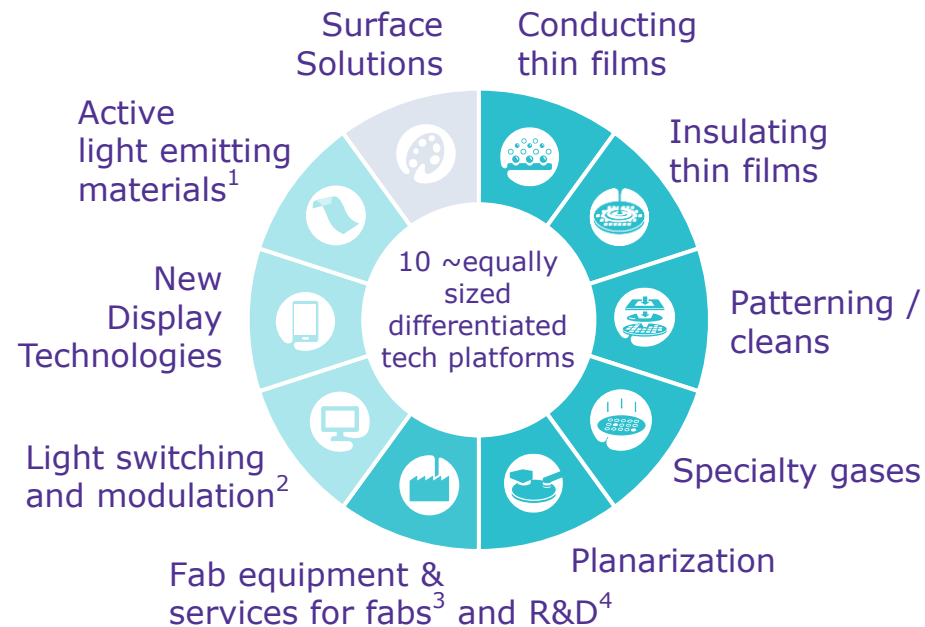 Surface
Solutions
Conducting
thin films
Active
light emitting
materials¹
Insulating
thin films
10 ~equally
sized
differentiated
tech platforms
New
Display
Technologies
Patterning /
cleans
Light switching
and modulation²
Specialty gases
Fab equipment &
services for fabs³ and R&D⁴
Planarization